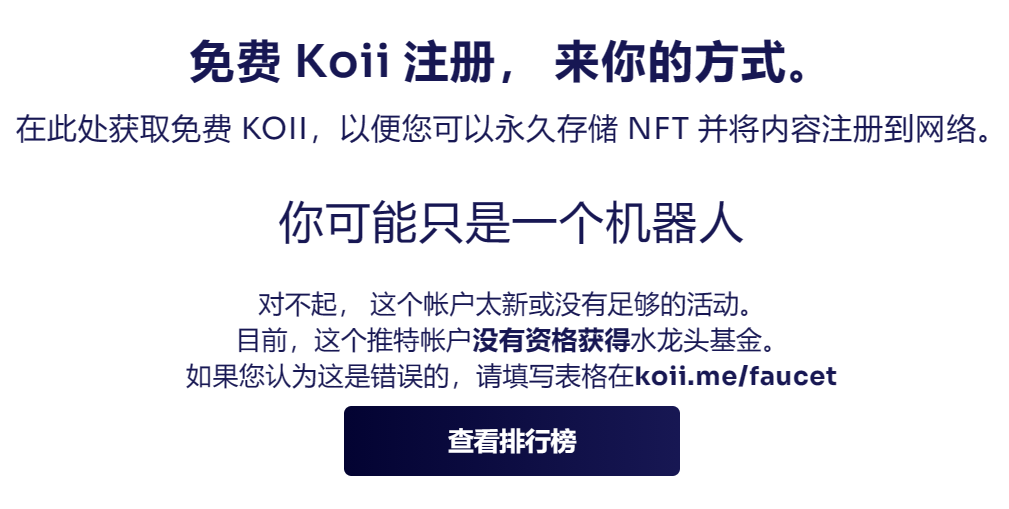 免费 Koii 注册， 来你的方式。
在此处获取免费 KOII，以便您可以永久存储 NFT 并将内容注册到网络。
你可能只是一个机器人
对不起， 这个帐户太新或没有足够的活动。
目前，这个推特帐户没有资格获得水龙头基金。
如果您认为这是错误的，请填写表格在koii.me/faucet
查看排行榜